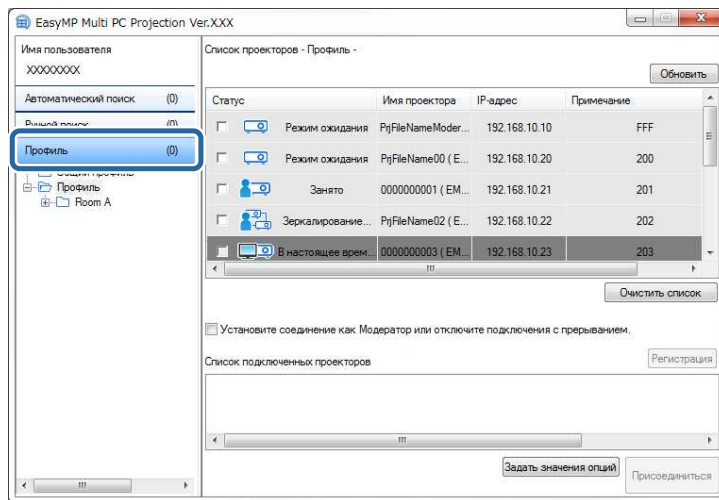 EasyMP Multi PC Projection Ver.XXX
Имя пользователя
XXXXXXXX
Автоматический поиск (0)
Ручной поиск (0)
Профиль (0)
Общий профиль
Профиль
Room A
Список проекторов - Профиль -
Обновить
Статус Имя проектора IP-адрес Примечание
Режим ожидания PrjFileNameModer... 192.168.10.10 FFF
Режим ожидания PrjFileName00 ( E... 192.168.10.20 200
Занято 0000000001 ( EM... 192.168.10.21 201
Зеркалирование... PrjFileName02 ( E... 192.168.10.22 202
В настоящее врем... 0000000003 ( EM... 192.168.10.23 203
Очистить список
Установите соединение как Модератор или отключите подключения с прерыванием.
Список подключенных проекторов
Регистрация
Задать значения опций
Присоединиться